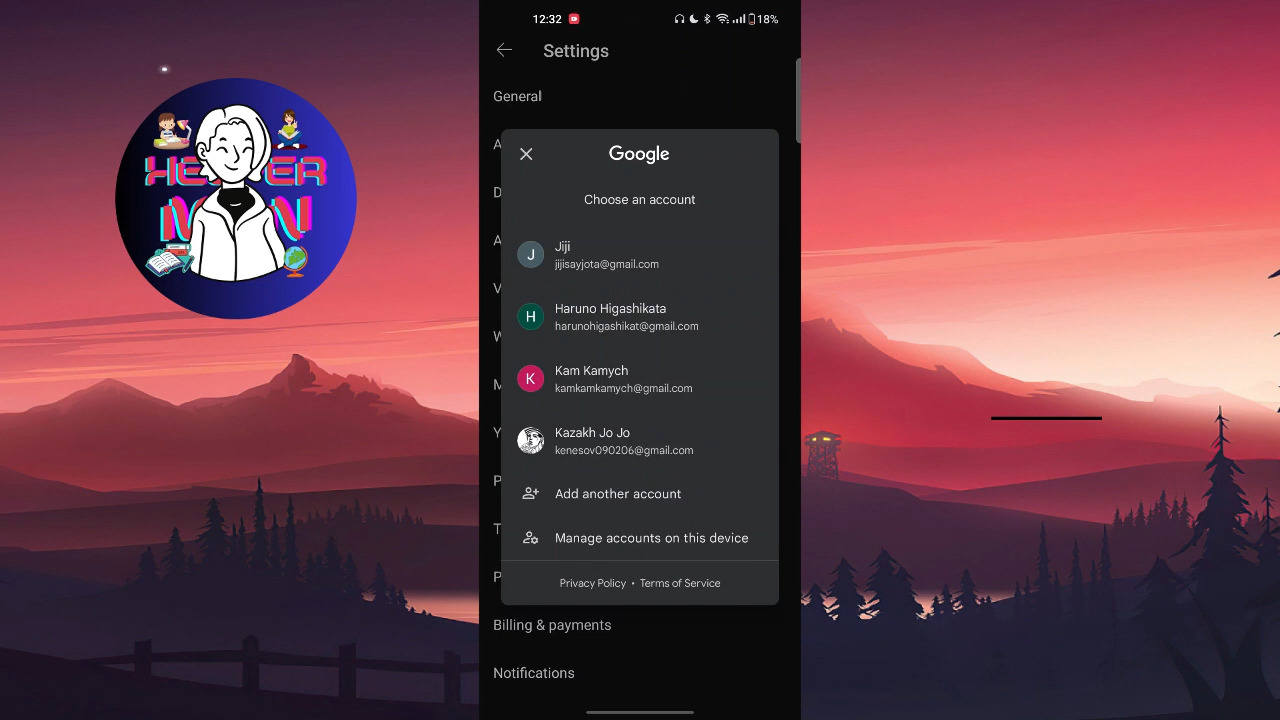 12:32
18%
Settings
General
A
Google
Choose an account
D
A
J
Jiji
jijisayjota@gmail.com
V
H
Haruno Higashikata
harunohigashikat@gmail.com
W
K
Kam Kamych
kamkamkamych@gmail.com
M
Y
Kazakh Jo Jo
kenesov090206@gmail.com
P
Add another account
T
Manage accounts on this device
P
Privacy Policy • Terms of Service
Billing & payments
Notifications